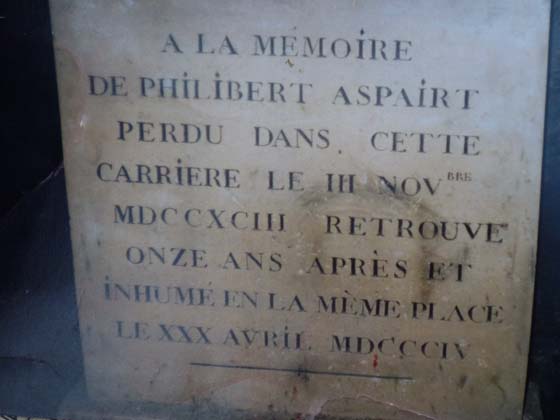 A LA MÉMOIRE
DE PHILIBERT ASPAIRT
PERDU DANS CETTE
CARRIERE LE III NOVBRE
MDCCXCIII RETROUVÉ
ONZE ANS APRÈS ET
INHUMÉ EN LA MÈME PLACE
LE XXX AVRIL MDCCCIV